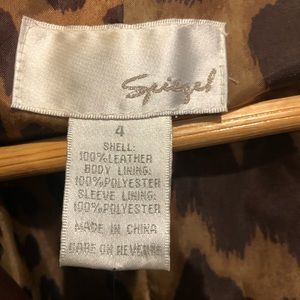 Spiegel
4
SHELL:
100%LEATHER
BODY LINING:
100%POLYESTER
SLEEVE LINING:
100%POLYESTER
MADE IN CHINA
CARE ON REVERSE